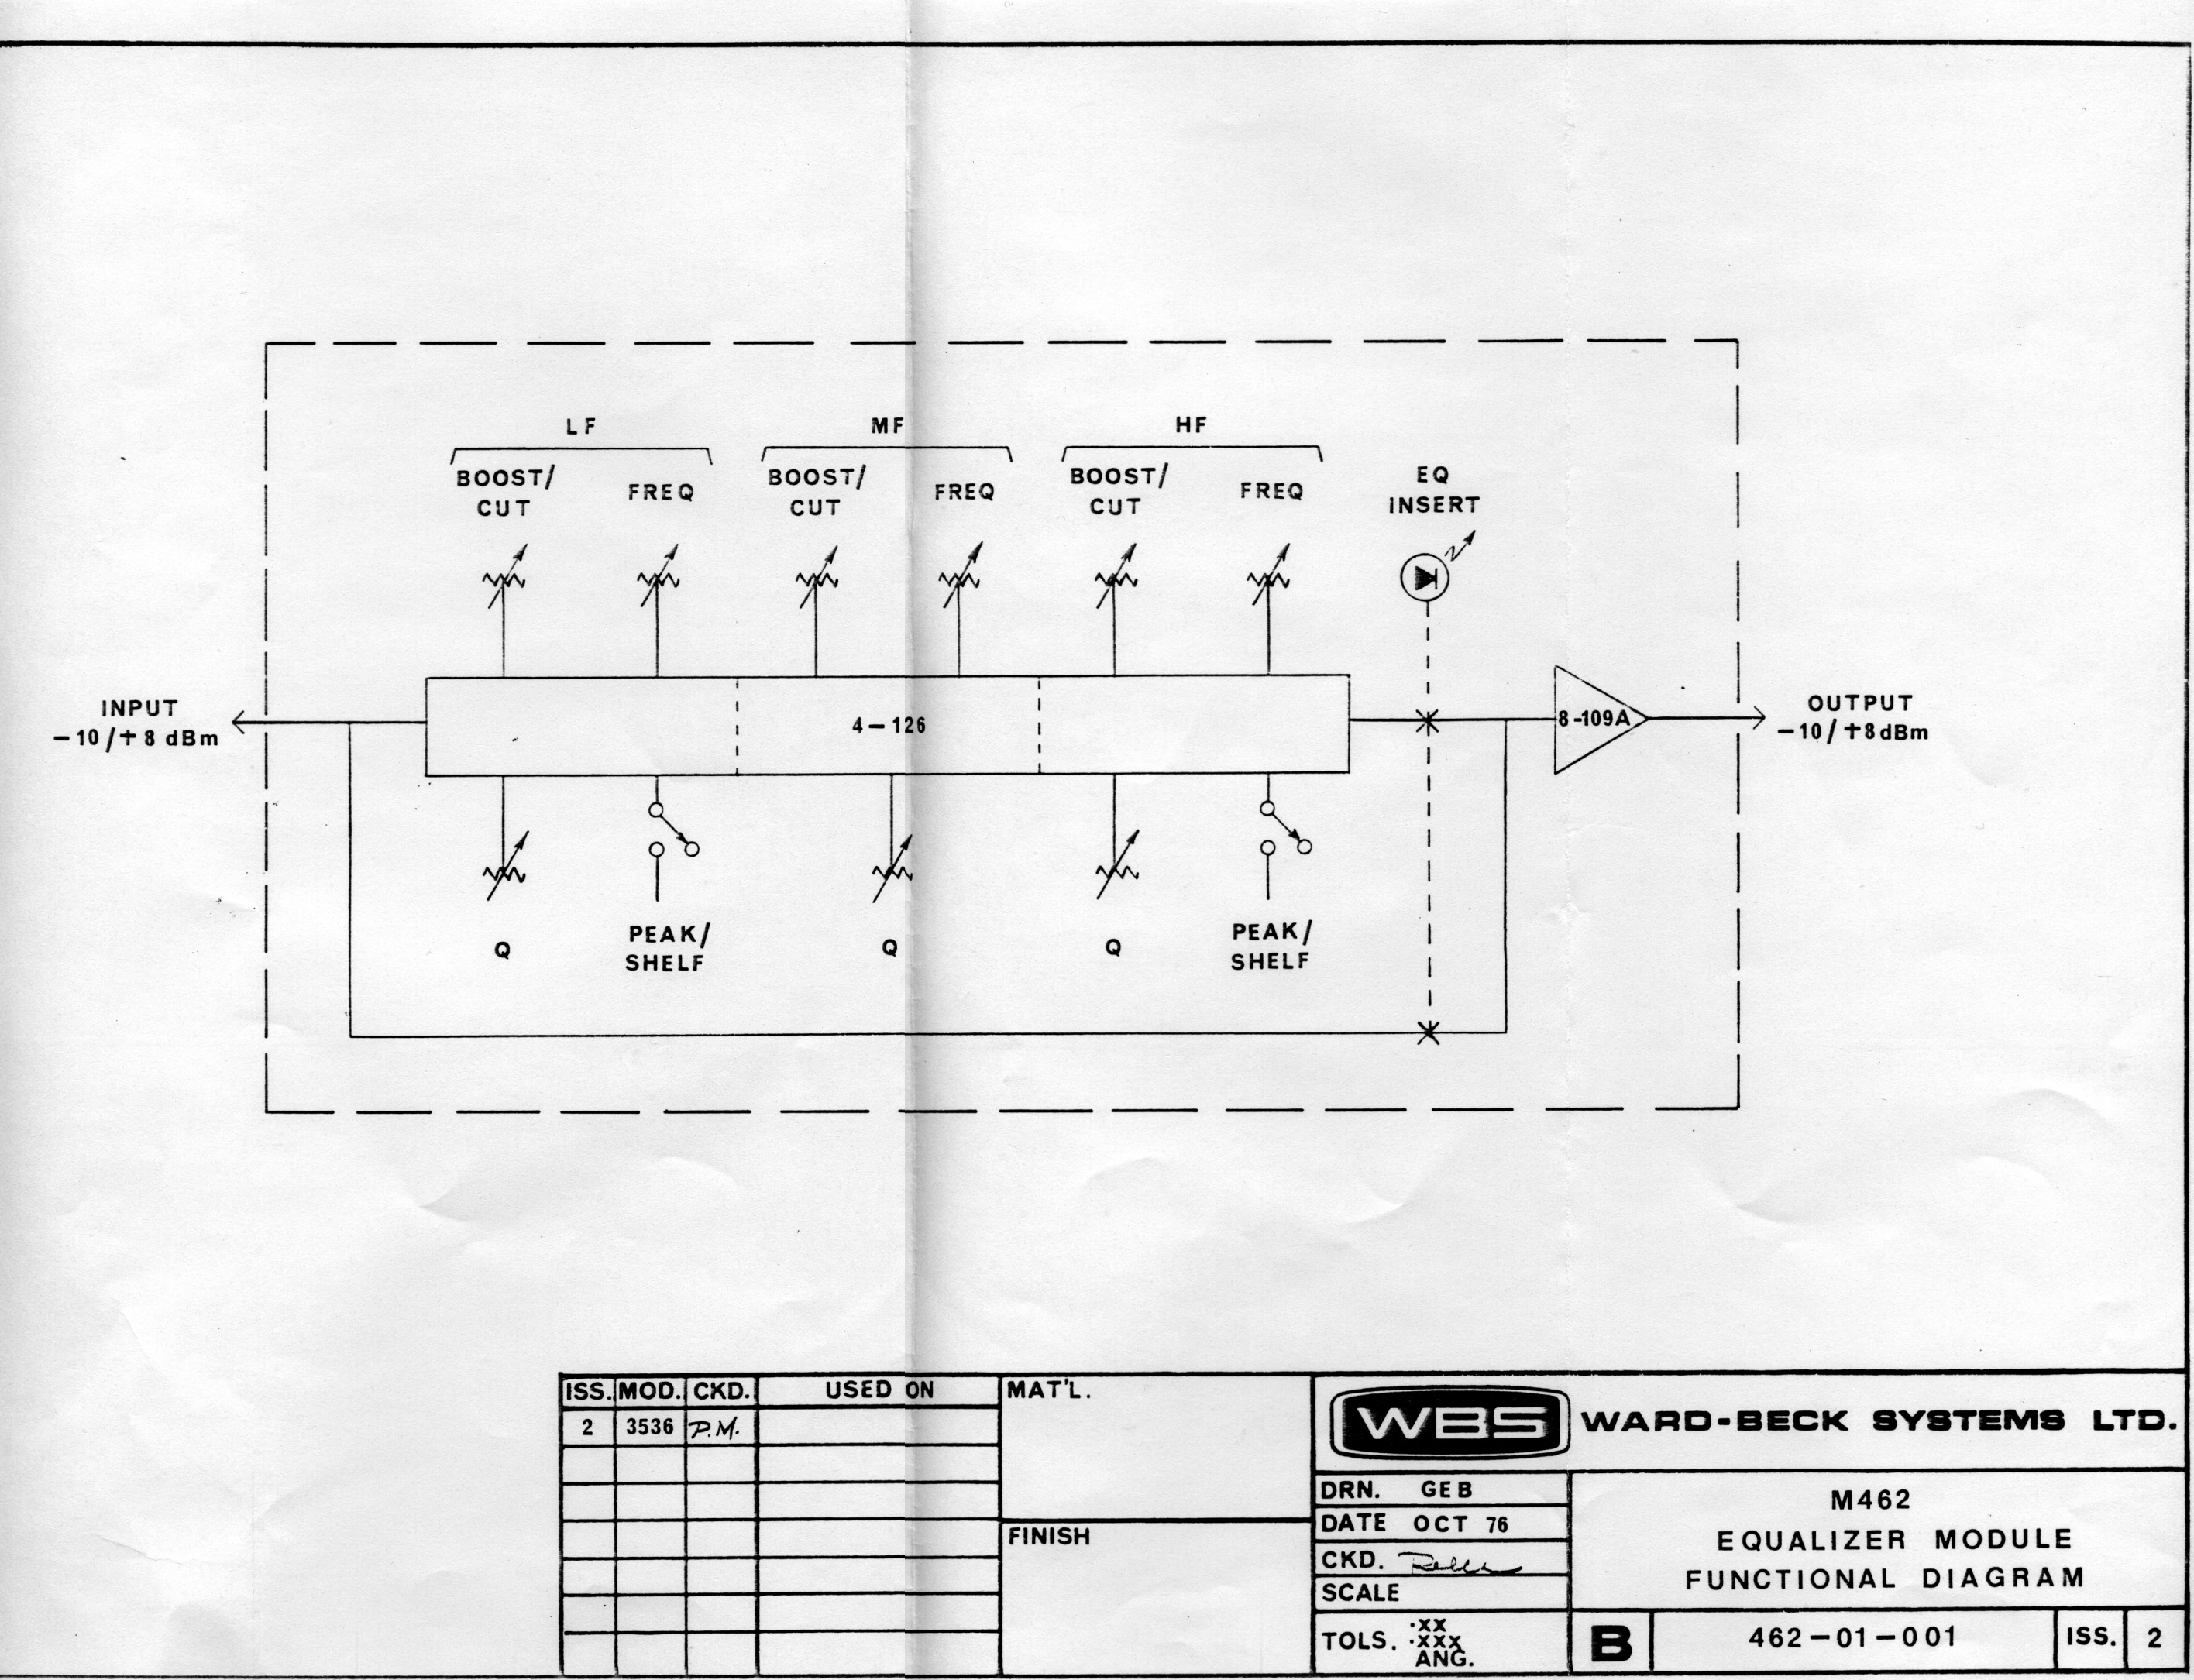 LF
MF
HF
BOOST/
CUT
FREQ
BOOST/
CUT
FREQ
BOOST/
CUT
FREQ
EQ
INSERT
INPUT
-10/+8 dBm
4-126
8-109A
OUTPUT
-10/+8dBm
Q
PEAK/
SHELF
Q
Q
PEAK/
SHELF
ISS. MOD. CKD. USED ON
2 3536 P.M.
MAT'L.
FINISH
WBS WARD-BECK SYSTEMS LTD.
DRN. GEB
DATE OCT 76
CKD.
SCALE
TOLS. .XX
.XXX
ANG.
M462
EQUALIZER MODULE
FUNCTIONAL DIAGRAM
B 462-01-001 ISS. 2